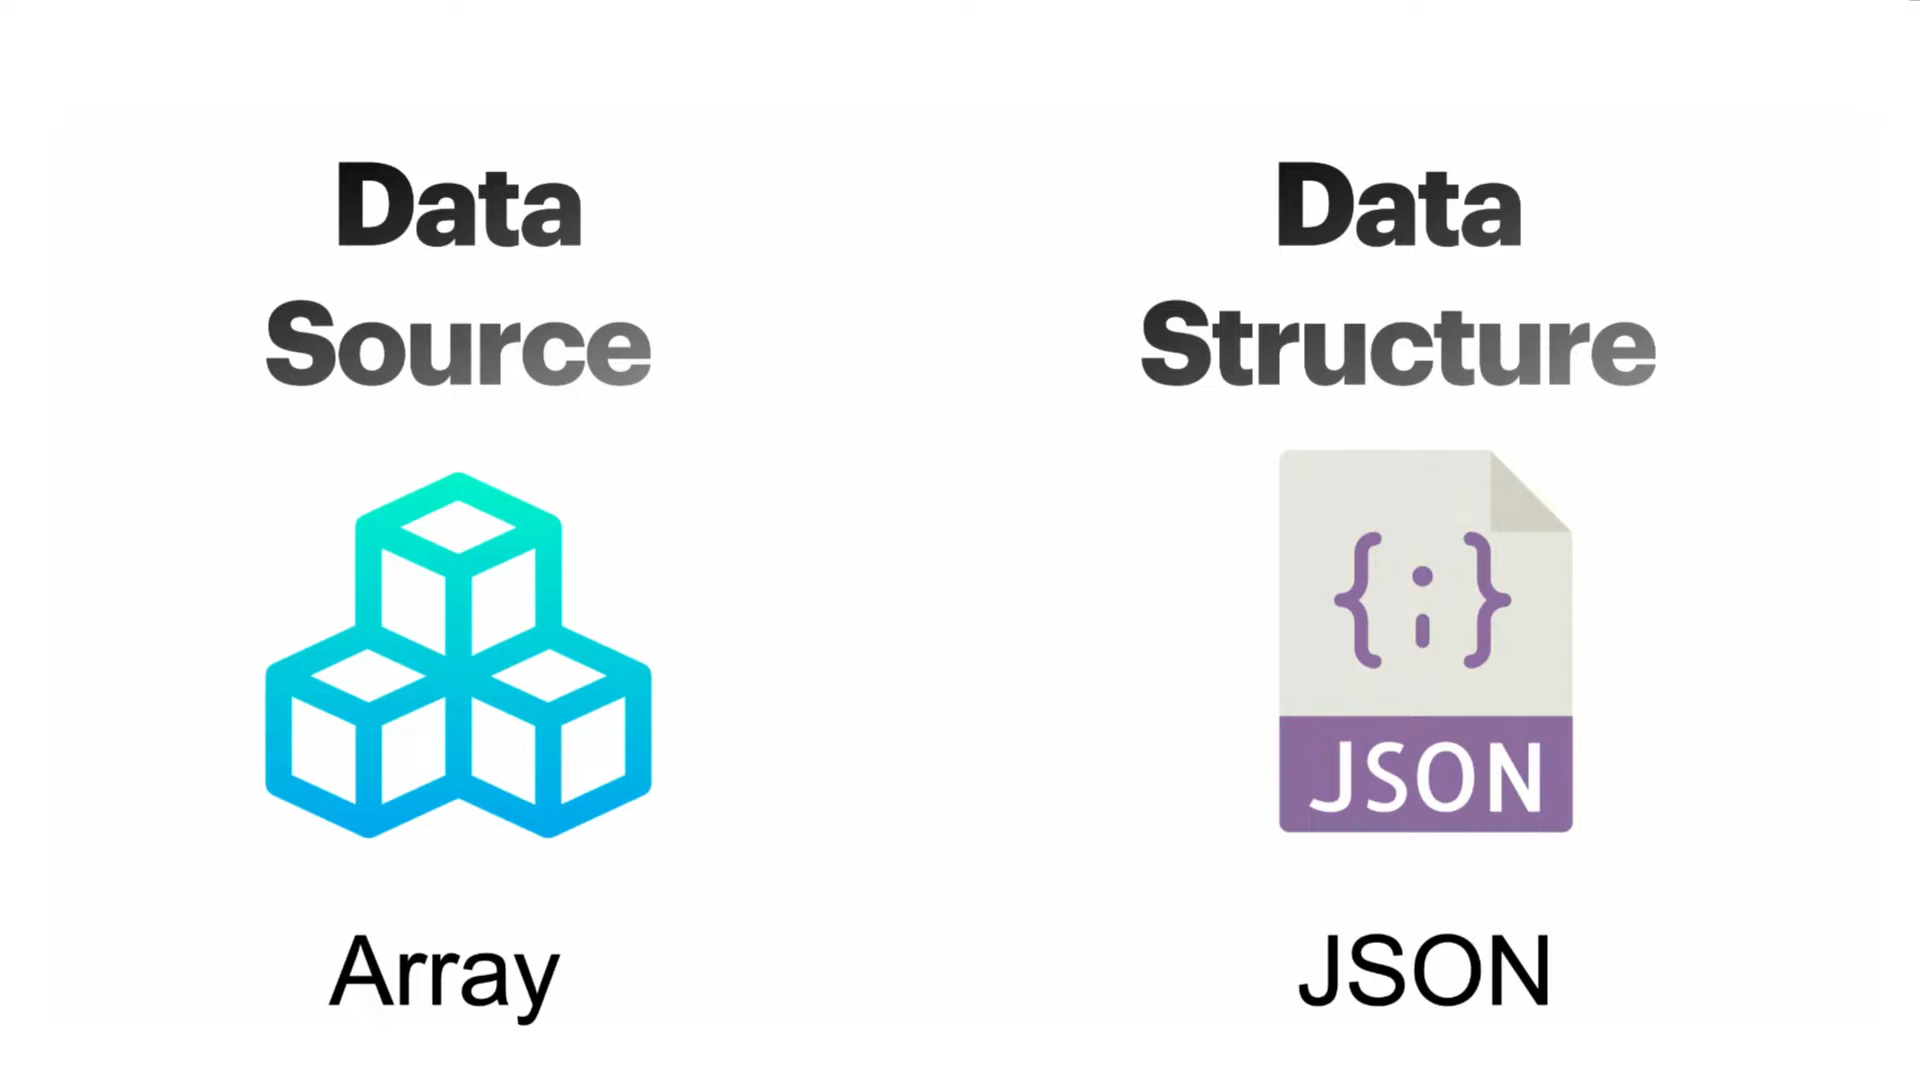 Data
Source
Array
Data
Structure
{;}
JSON
JSON